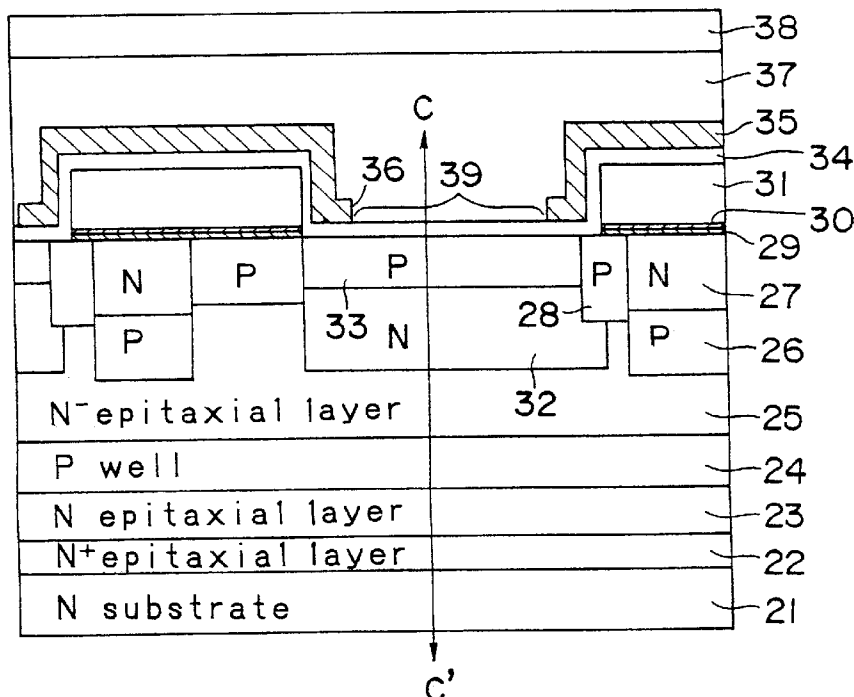 38
37
C
35
34
36
39
31
30
29
N
P
P
P
N
27
33
28
P
N
P
26
32
N⁻epitaxial layer
25
P well
24
N epitaxial layer
23
N⁺epitaxial layer
22
N substrate
21
C'